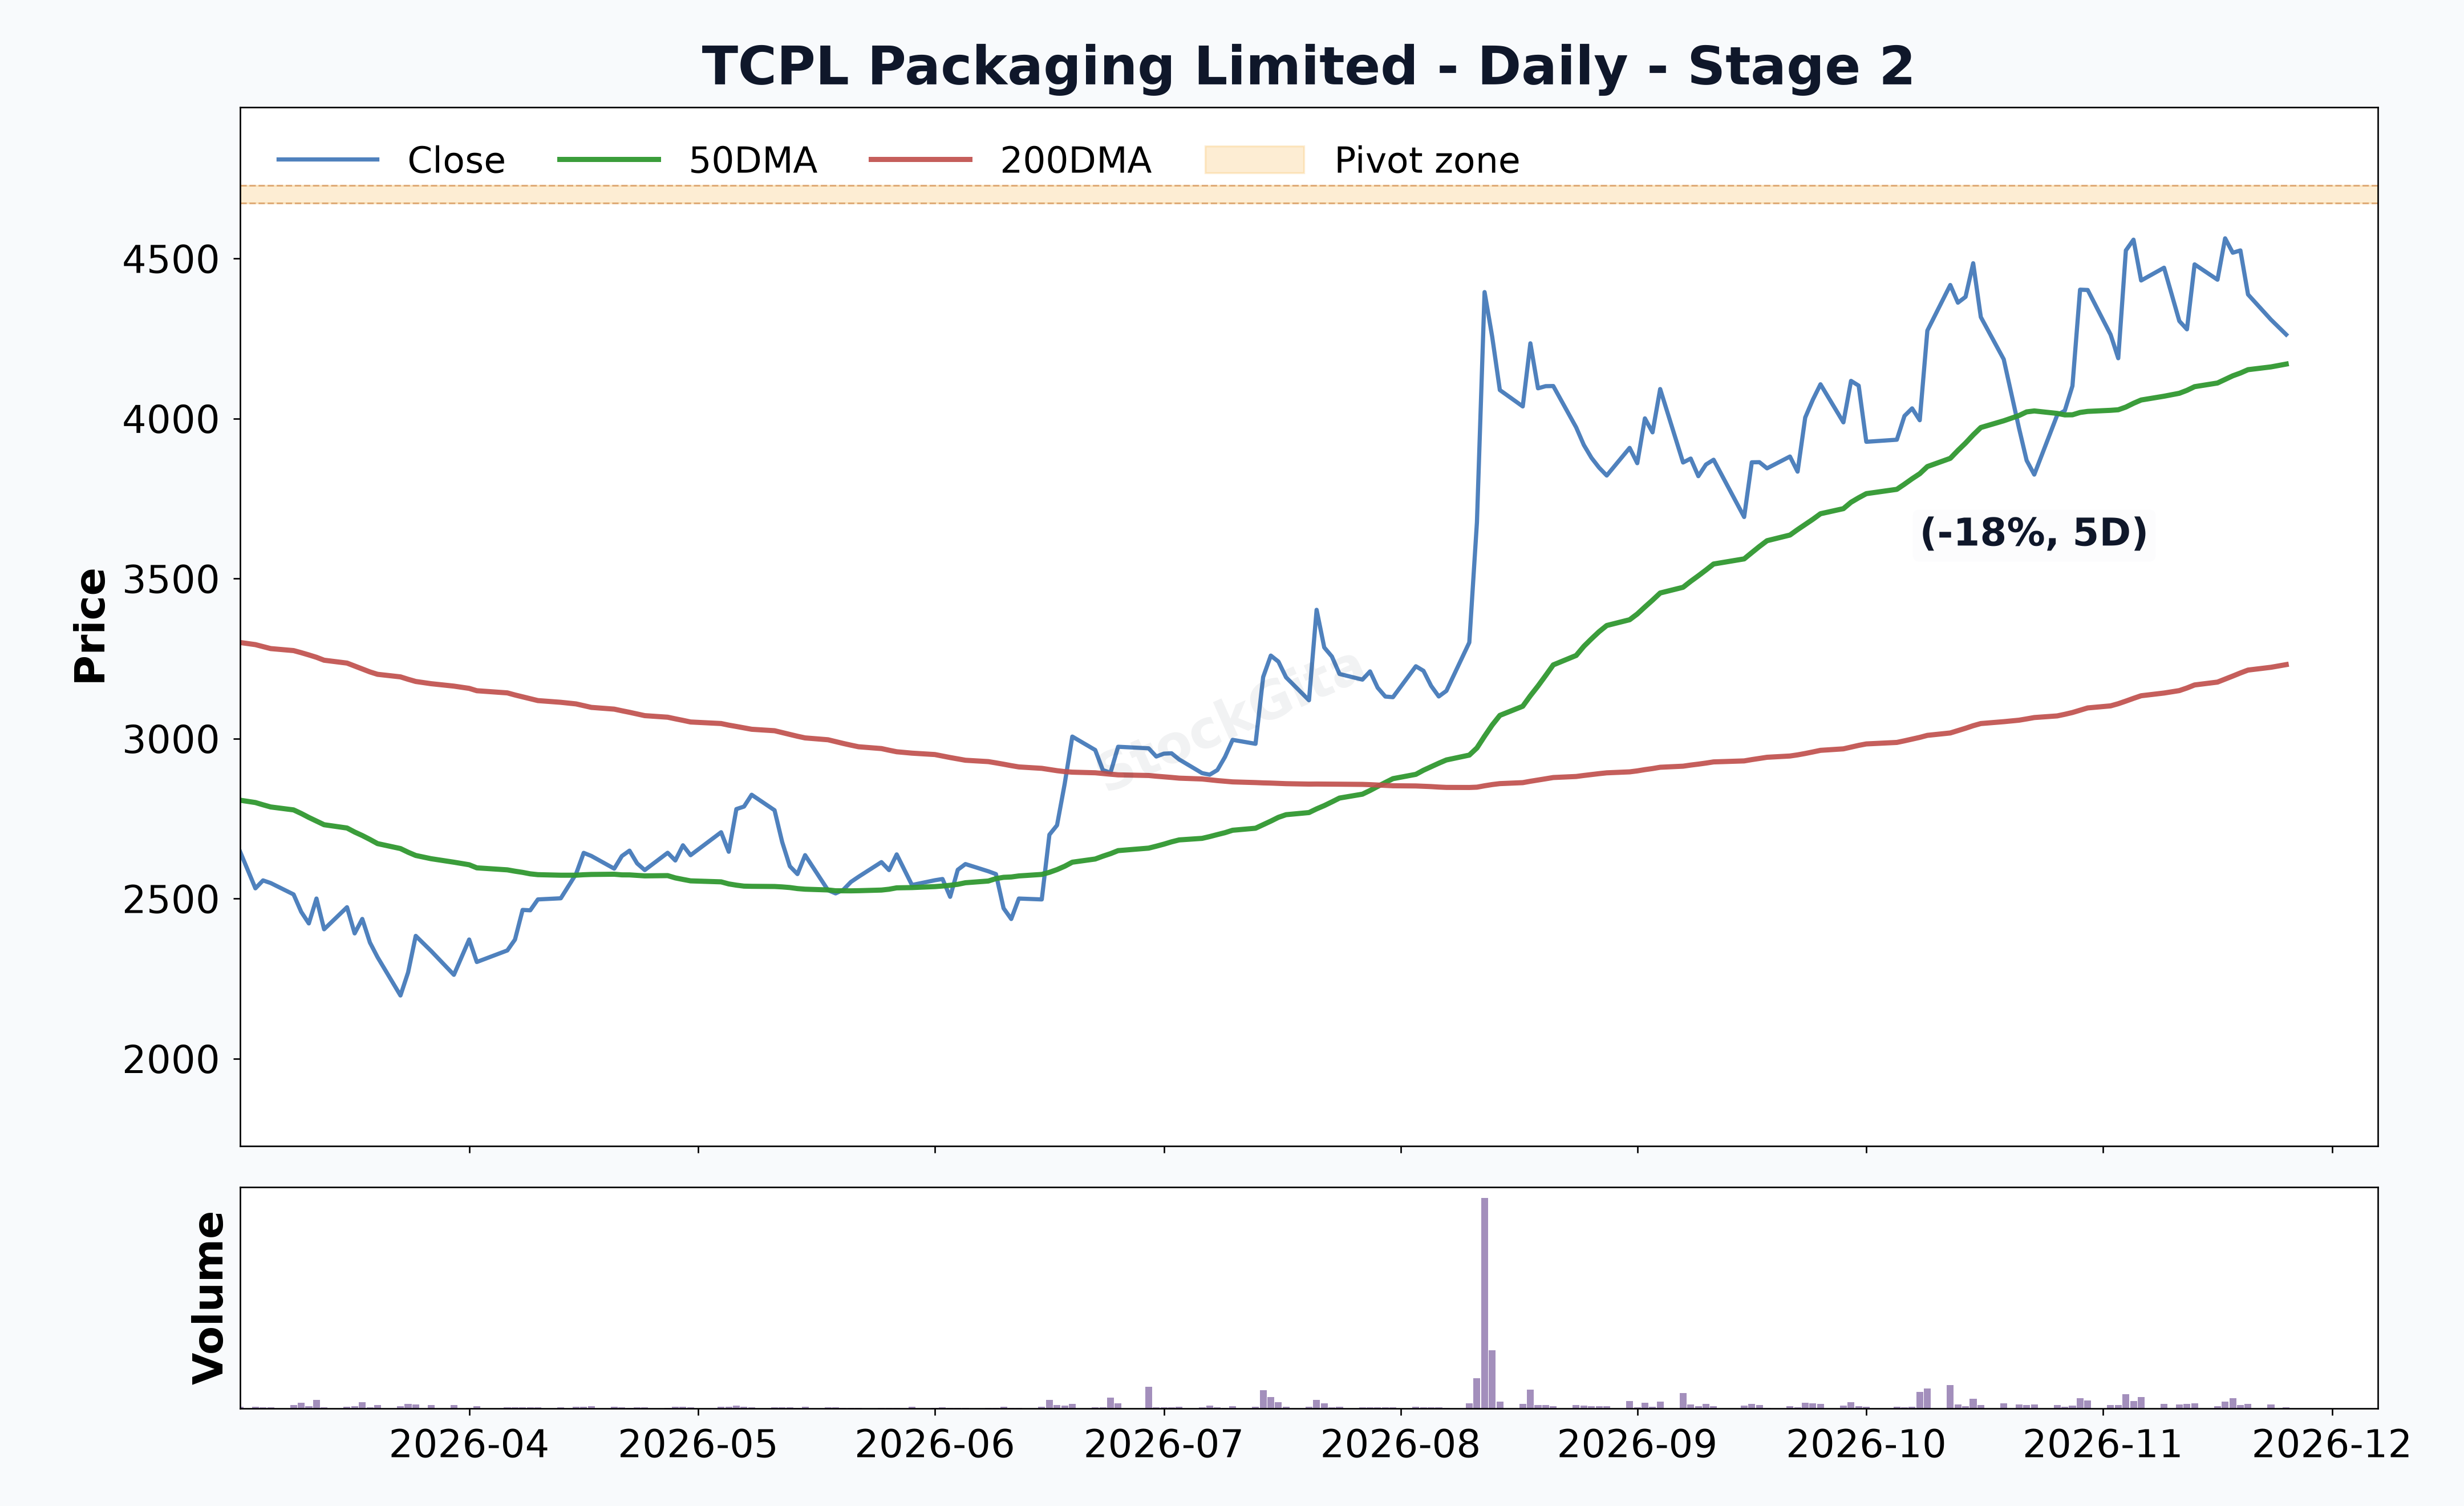 TCPL Packaging Limited - Daily - Stage 2
Close 50DMA 200DMA Pivot zone
4500
4000
3500
3000
2500
2000
Price
(-18%, 5D)
StockGita
Volume
2026-04 2026-05 2026-06 2026-07 2026-08 2026-09 2026-10 2026-11 2026-12